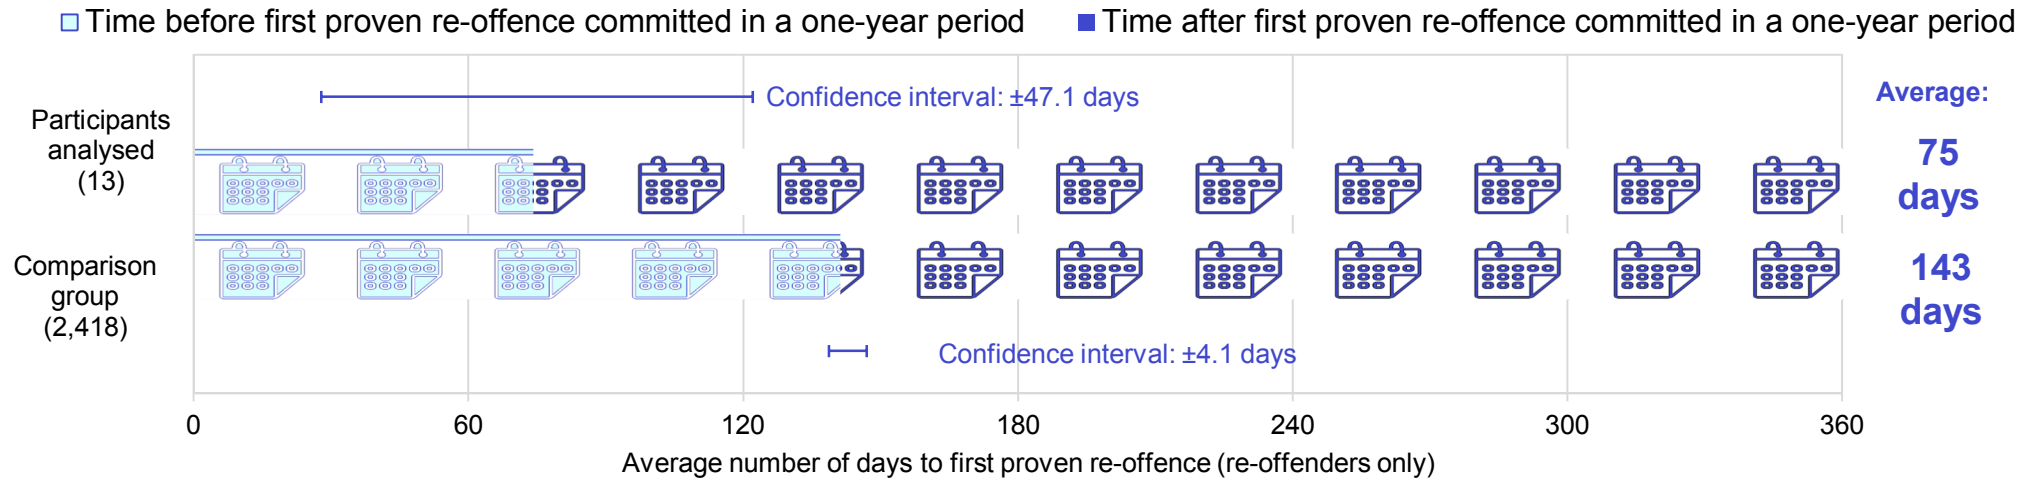 Time before first proven re-offence committed in a one-year period
Time after first proven re-offence committed in a one-year period
Participants
analysed
(13)
Confidence interval: ±47.1 days
Average:
75
days
Comparison
group
(2,418)
143
days
Confidence interval: ±4.1 days
0 60 120 180 240 300 360
Average number of days to first proven re-offence (re-offenders only)